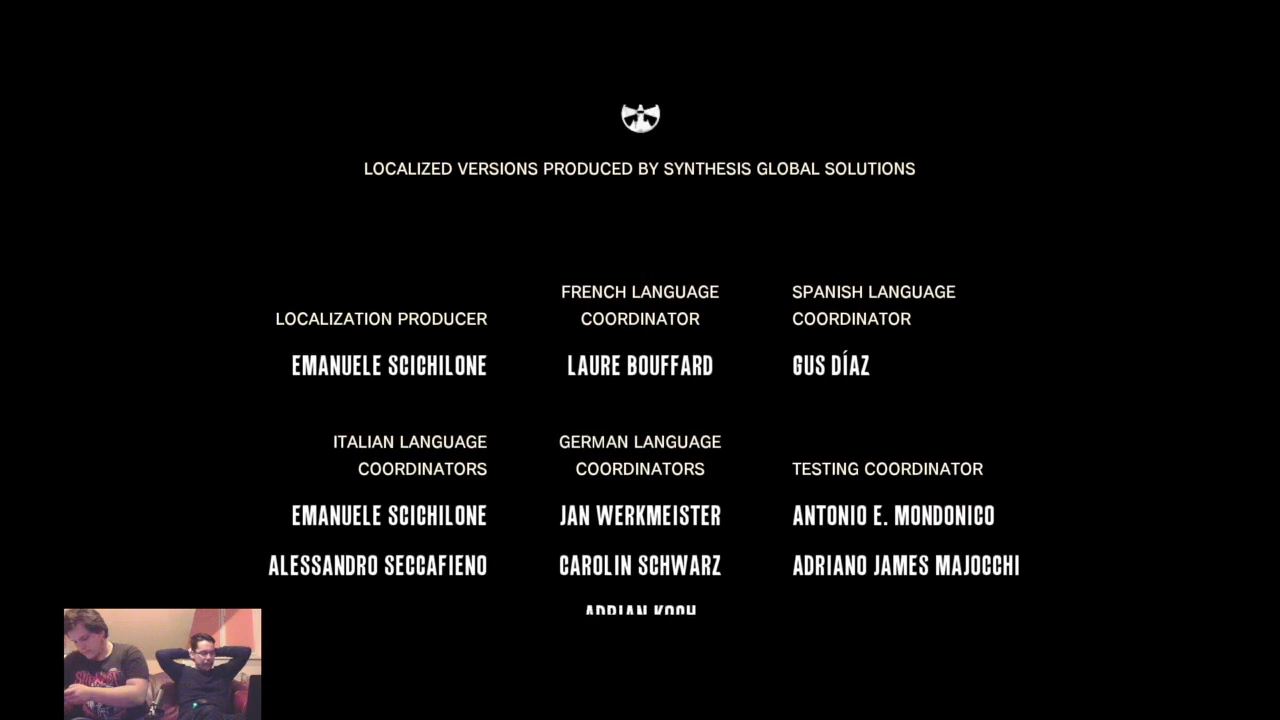 LOCALIZED VERSIONS PRODUCED BY SYNTHESIS GLOBAL SOLUTIONS
LOCALIZATION PRODUCER
EMANUELE SCICHILONE
FRENCH LANGUAGE
COORDINATOR
LAURE BOUFFARD
SPANISH LANGUAGE
COORDINATOR
GUS DÍAZ
ITALIAN LANGUAGE
COORDINATORS
EMANUELE SCICHILONE
ALESSANDRO SECCAFIENO
GERMAN LANGUAGE
COORDINATORS
JAN WERKMEISTER
CAROLIN SCHWARZ
ADRIAN KOCH
TESTING COORDINATOR
ANTONIO E. MONDONICO
ADRIANO JAMES MAJOCCHI